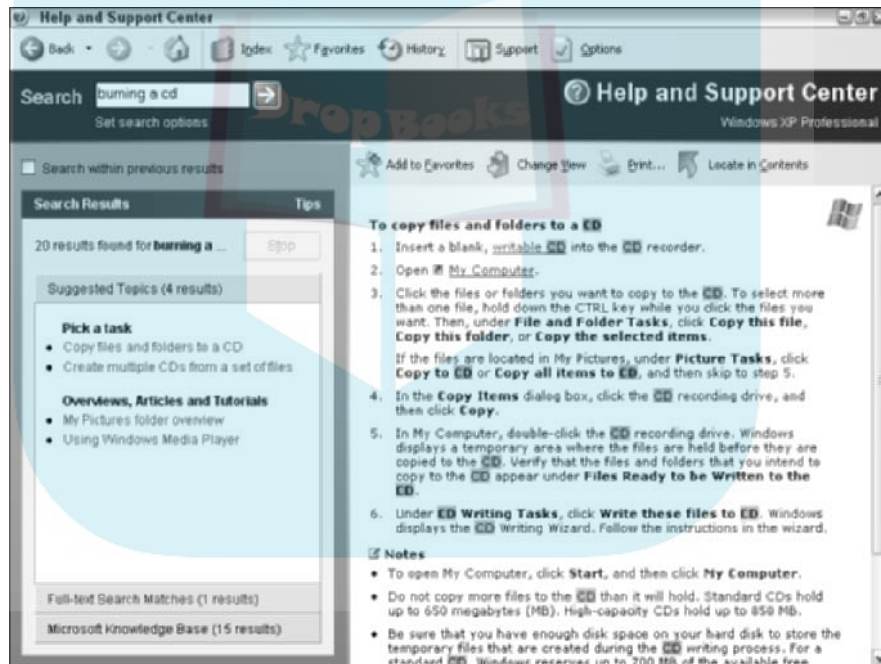 Help and Support Center
Back Index Favorites History Support Options
Search burning a cd
Set search options
DropBooks
Help and Support Center
Windows XP Professional
Search within previous results
Search Results Tips
20 results found for burning a ... Stop
Suggested Topics (4 results)
Pick a task
• Copy files and folders to a CD
• Create multiple CDs from a set of files
Overviews, Articles and Tutorials
• My Pictures folder overview
• Using Windows Media Player
Full-text Search Matches (1 results)
Microsoft Knowledge Base (15 results)
Add to Favorites Change View Print... Locate in Contents
To copy files and folders to a CD
1. Insert a blank, writable CD into the CD recorder.
2. Open My Computer.
3. Click the files or folders you want to copy to the CD. To select more
than one file, hold down the CTRL key while you click the files you
want. Then, under File and Folder Tasks, click Copy this file,
Copy this folder, or Copy the selected items.
If the files are located in My Pictures, under Picture Tasks, click
Copy to CD or Copy all items to CD, and then skip to step 5.
4. In the Copy Items dialog box, click the CD recording drive, and
then click Copy.
5. In My Computer, double-click the CD recording drive. Windows
displays a temporary area where the files are held before they are
copied to the CD. Verify that the files and folders that you intend to
copy to the CD appear under Files Ready to be Written to the
CD.
6. Under CD Writing Tasks, click Write these files to CD. Windows
displays the CD Writing Wizard. Follow the instructions in the wizard.
Notes
• To open My Computer, click Start, and then click My Computer.
• Do not copy more files to the CD than it will hold. Standard CDs hold
up to 650 megabytes (MB). High-capacity CDs hold up to 850 MB.
• Be sure that you have enough disk space on your hard disk to store the
temporary files that are created during the CD writing process. For a
standard CD, Windows reserves up to 700 MB of the available free